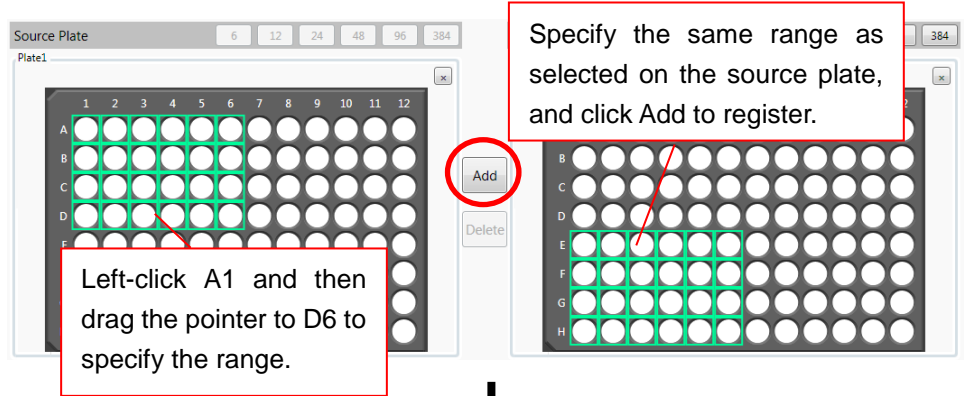 Source Plate
6 12 24 48 96 384
384
Plate1
×
×
Specify the same range as
selected on the source plate,
and click Add to register.
1 2 3 4 5 6 7 8 9 10 11 12
A
B
C
D
Add
Delete
B
C
D
E
F
G
H
Left-click A1 and then
drag the pointer to D6 to
specify the range.